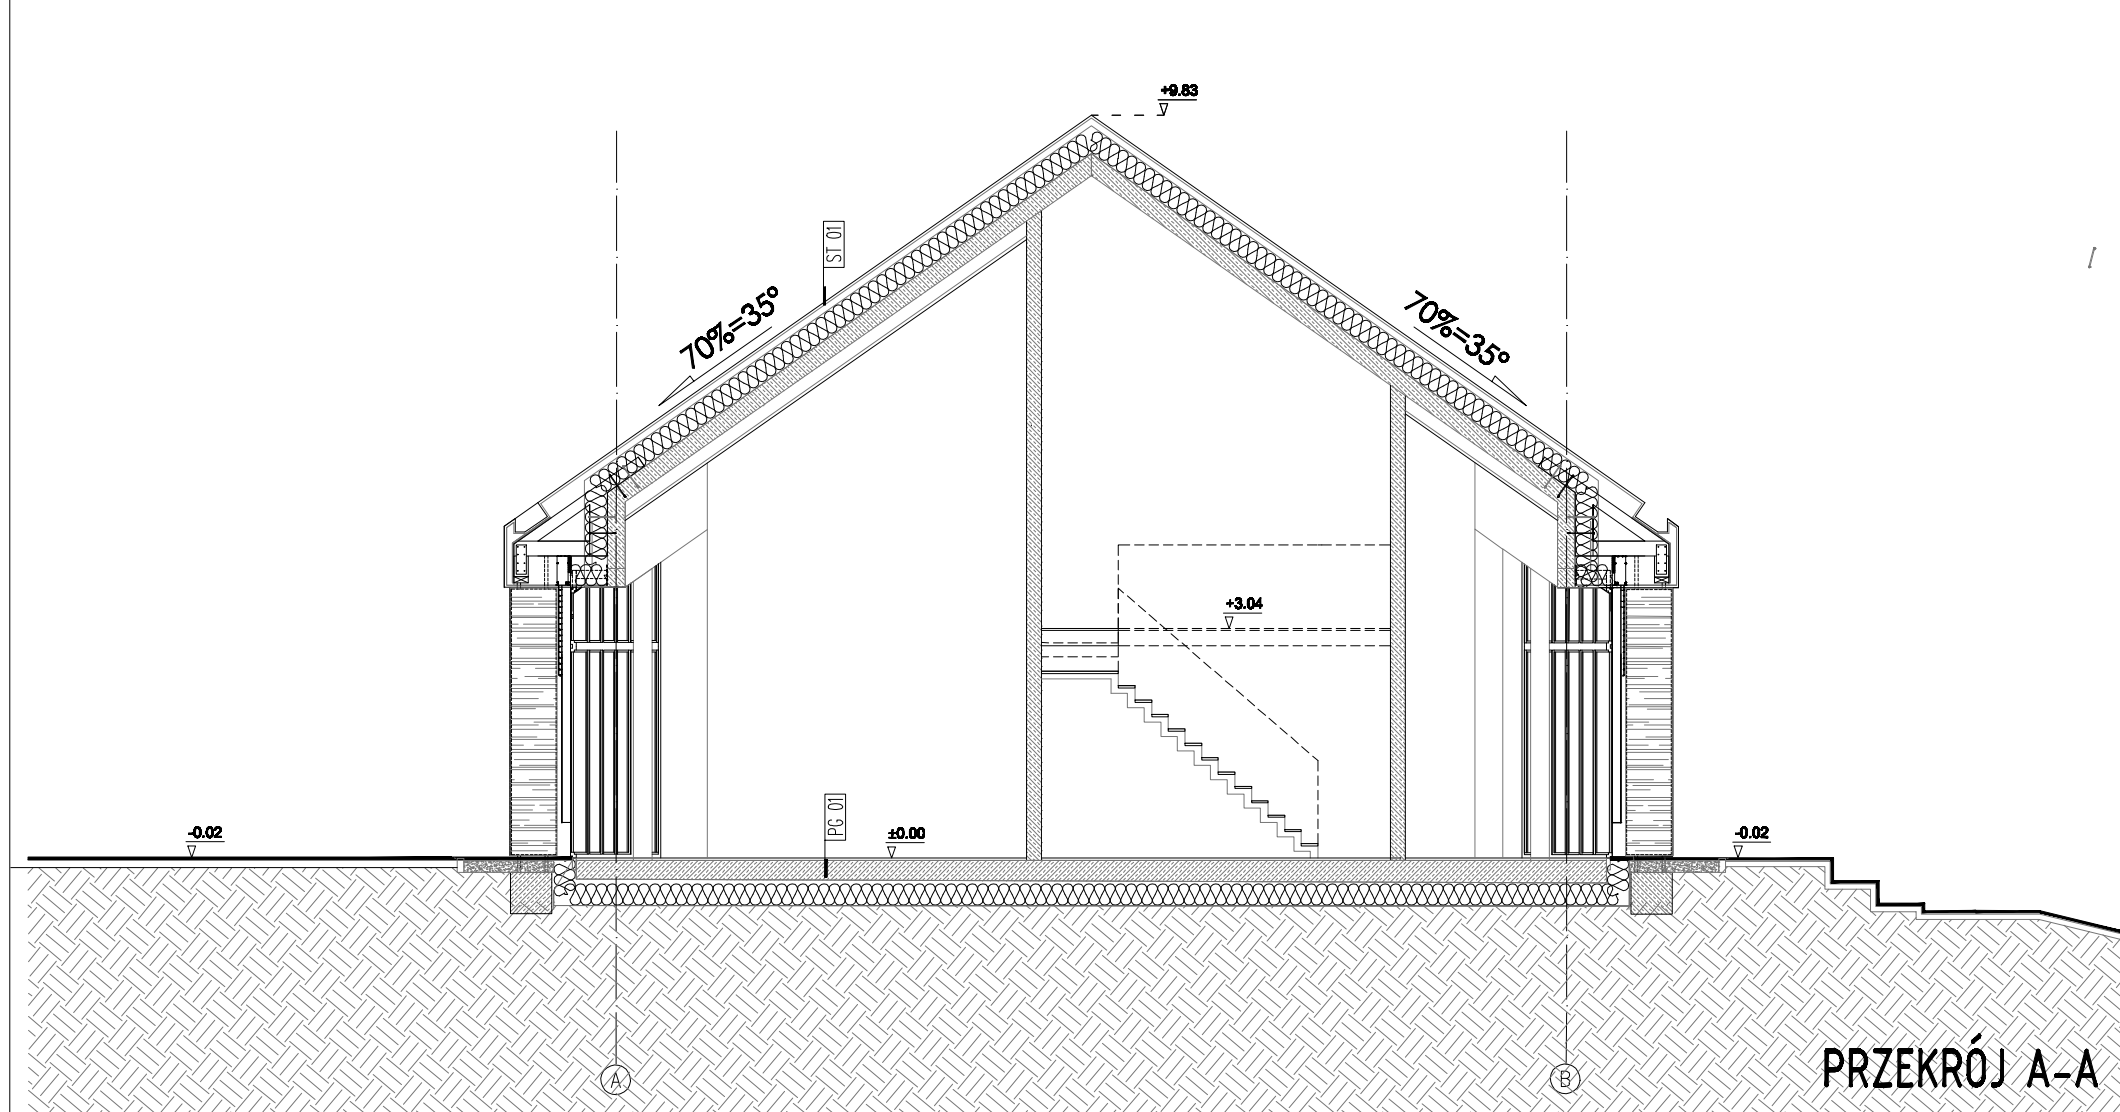 +9.83
ST 01
70%=35°
70%=35°
+3.04
PG 01
-0.02
±0.00
-0.02
A
B
PRZEKRÓJ A-A